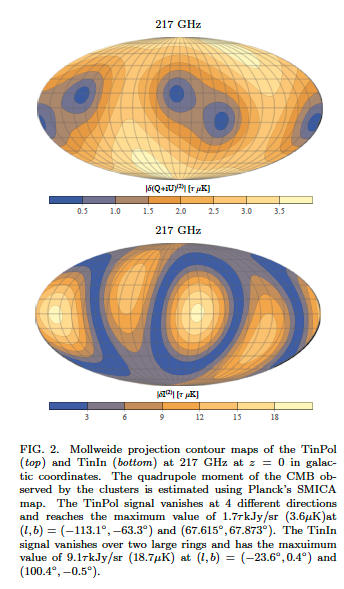 217 GHz
|δ(Q+iU)⁽²⁾| [τ μK]
0.5 1.0 1.5 2.0 2.5 3.0 3.5
217 GHz
|δI⁽²⁾| [τ μK]
3 6 9 12 15 18
FIG. 2. Mollweide projection contour maps of the TinPol
(top) and TinIn (bottom) at 217 GHz at z = 0 in galac-
tic coordinates. The quadrupole moment of the CMB ob-
served by the clusters is estimated using Planck's SMICA
map. The TinPol signal vanishes at 4 different directions
and reaches the maximum value of 1.7τkJy/sr (3.6μK)at
(l, b) = (−113.1°, −63.3°) and (67.615°, 67.873°). The TinIn
signal vanishes over two large rings and has the maxuimum
value of 9.1τkJy/sr (18.7μK) at (l, b) = (−23.6°, 0.4°) and
(100.4°, −0.5°).